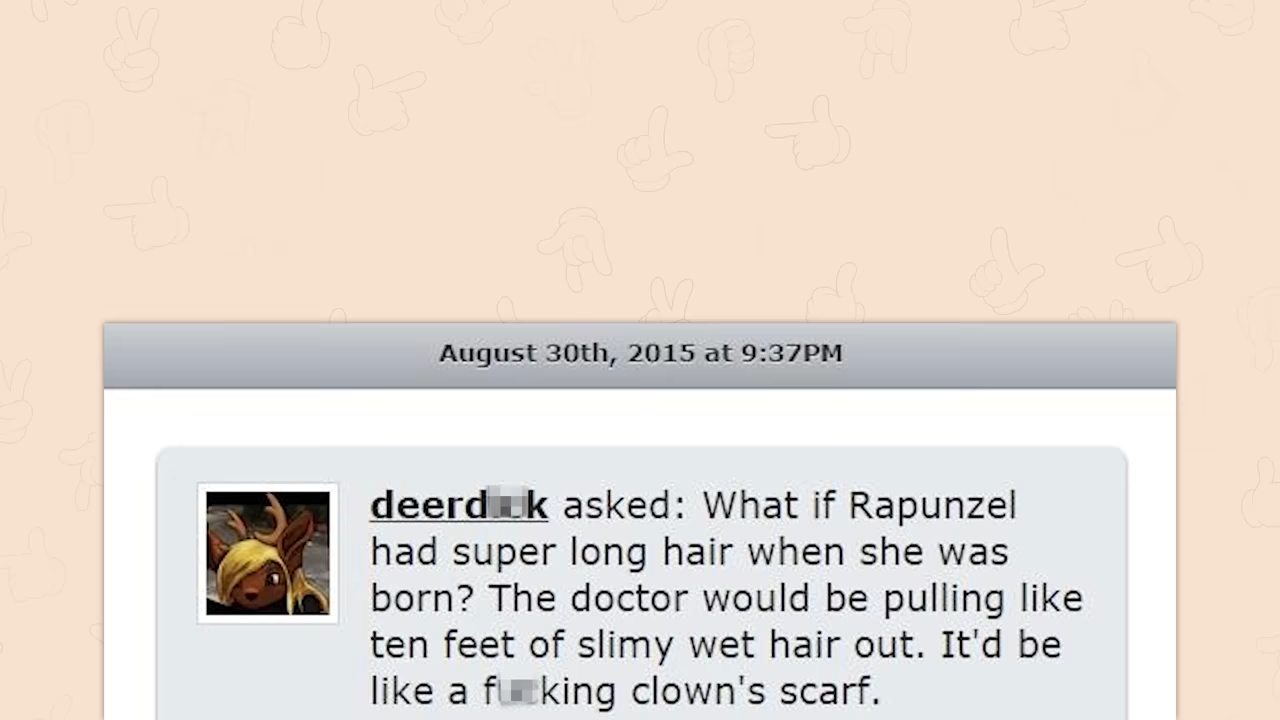 August 30th, 2015 at 9:37PM
asked: What if Rapunzel
had super long hair when she was
born? The doctor would be pulling like
ten feet of slimy wet hair out. It'd be
like a clown's scarf.